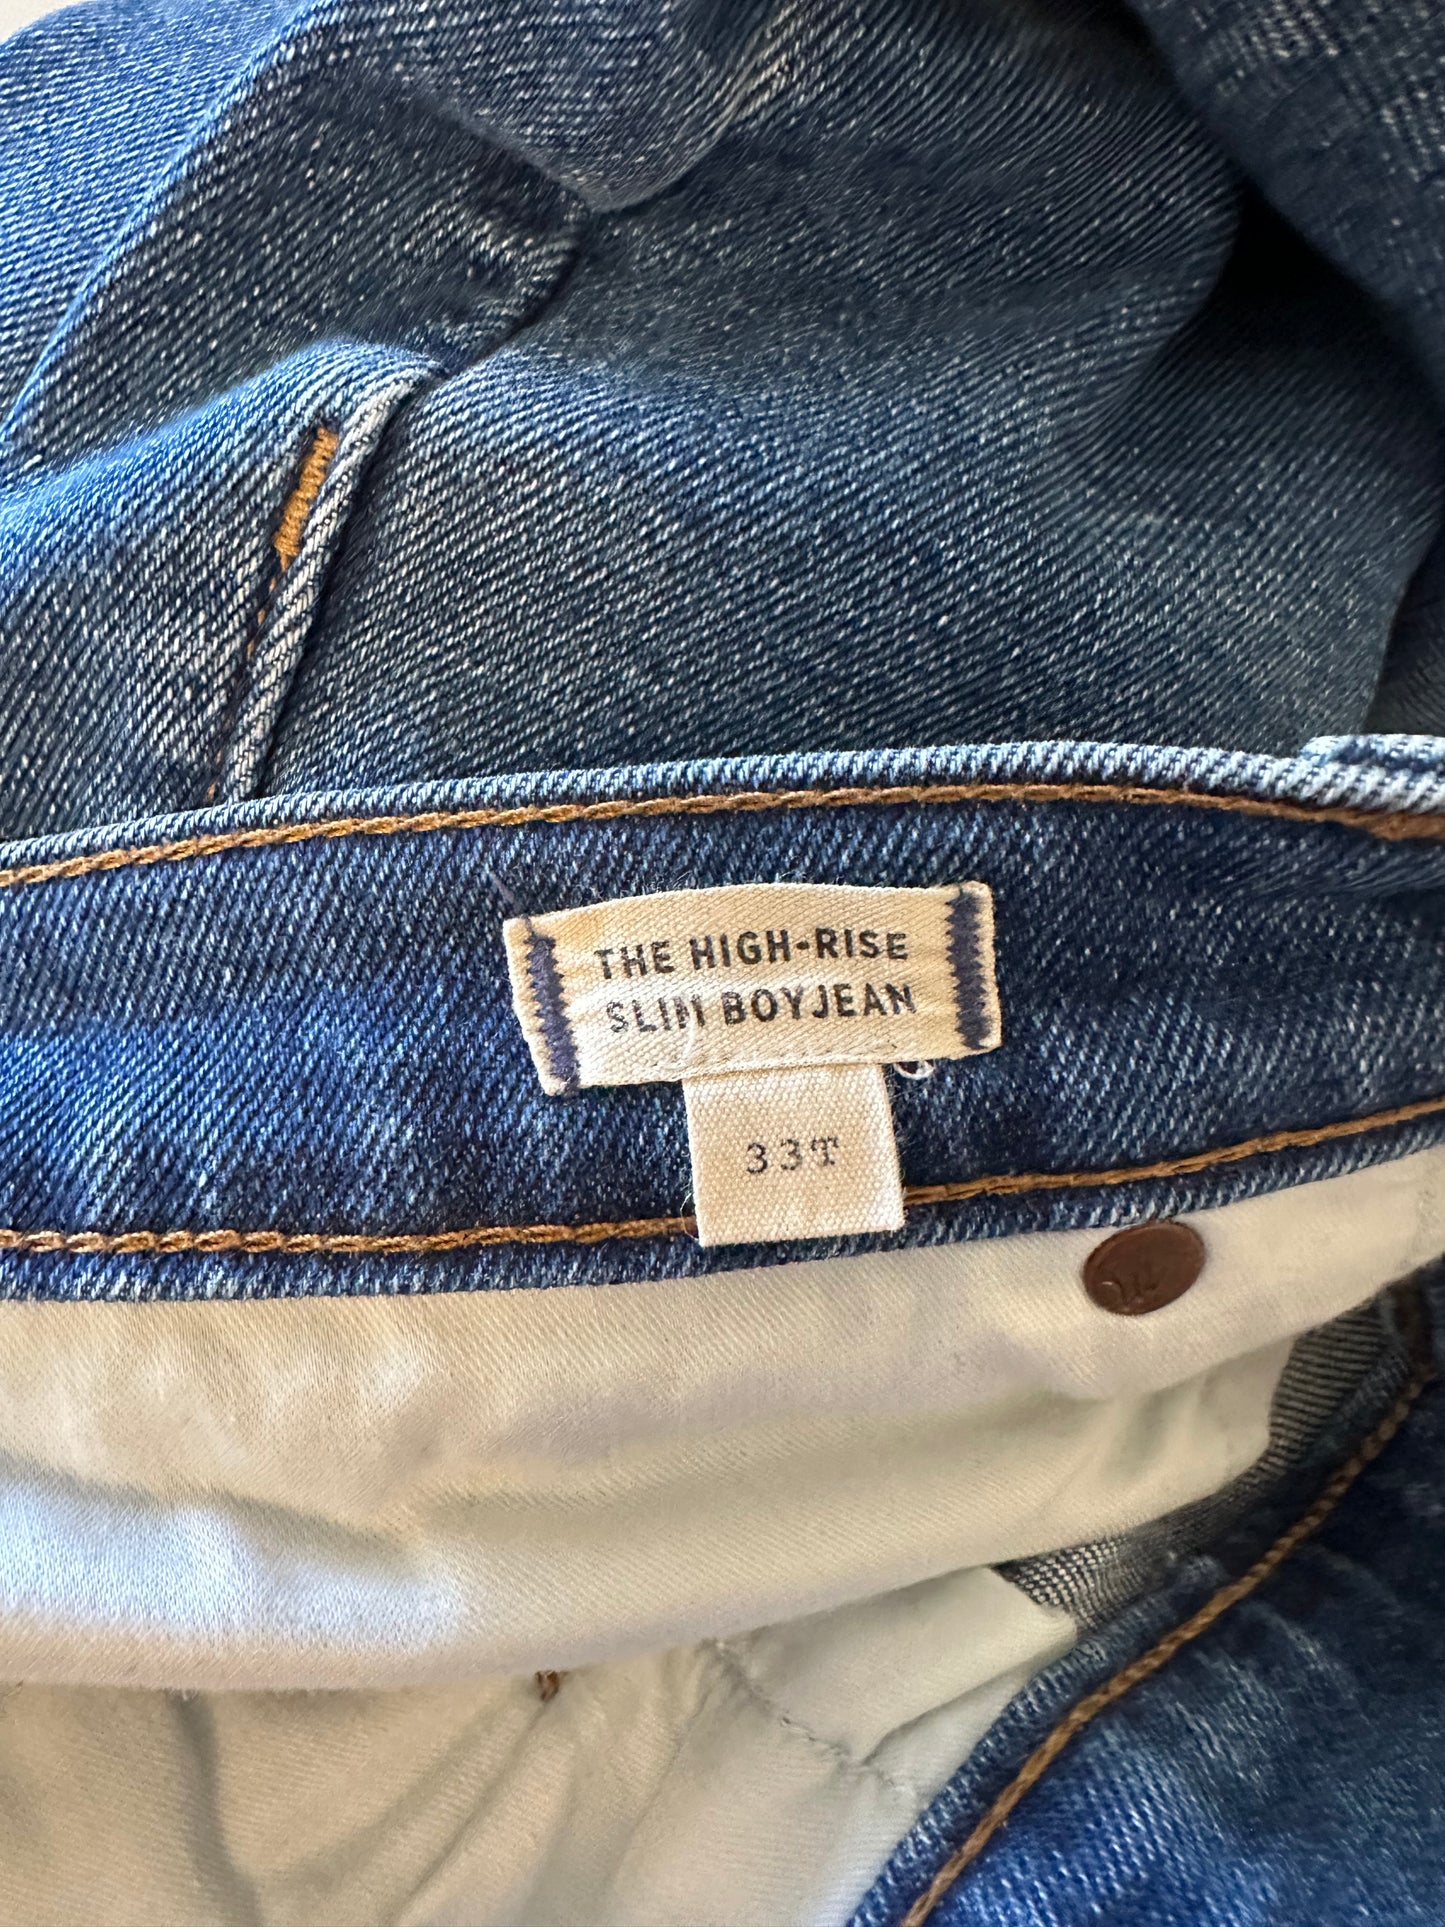 THE HIGH-RISE
SLIM BOYJEAN
33T